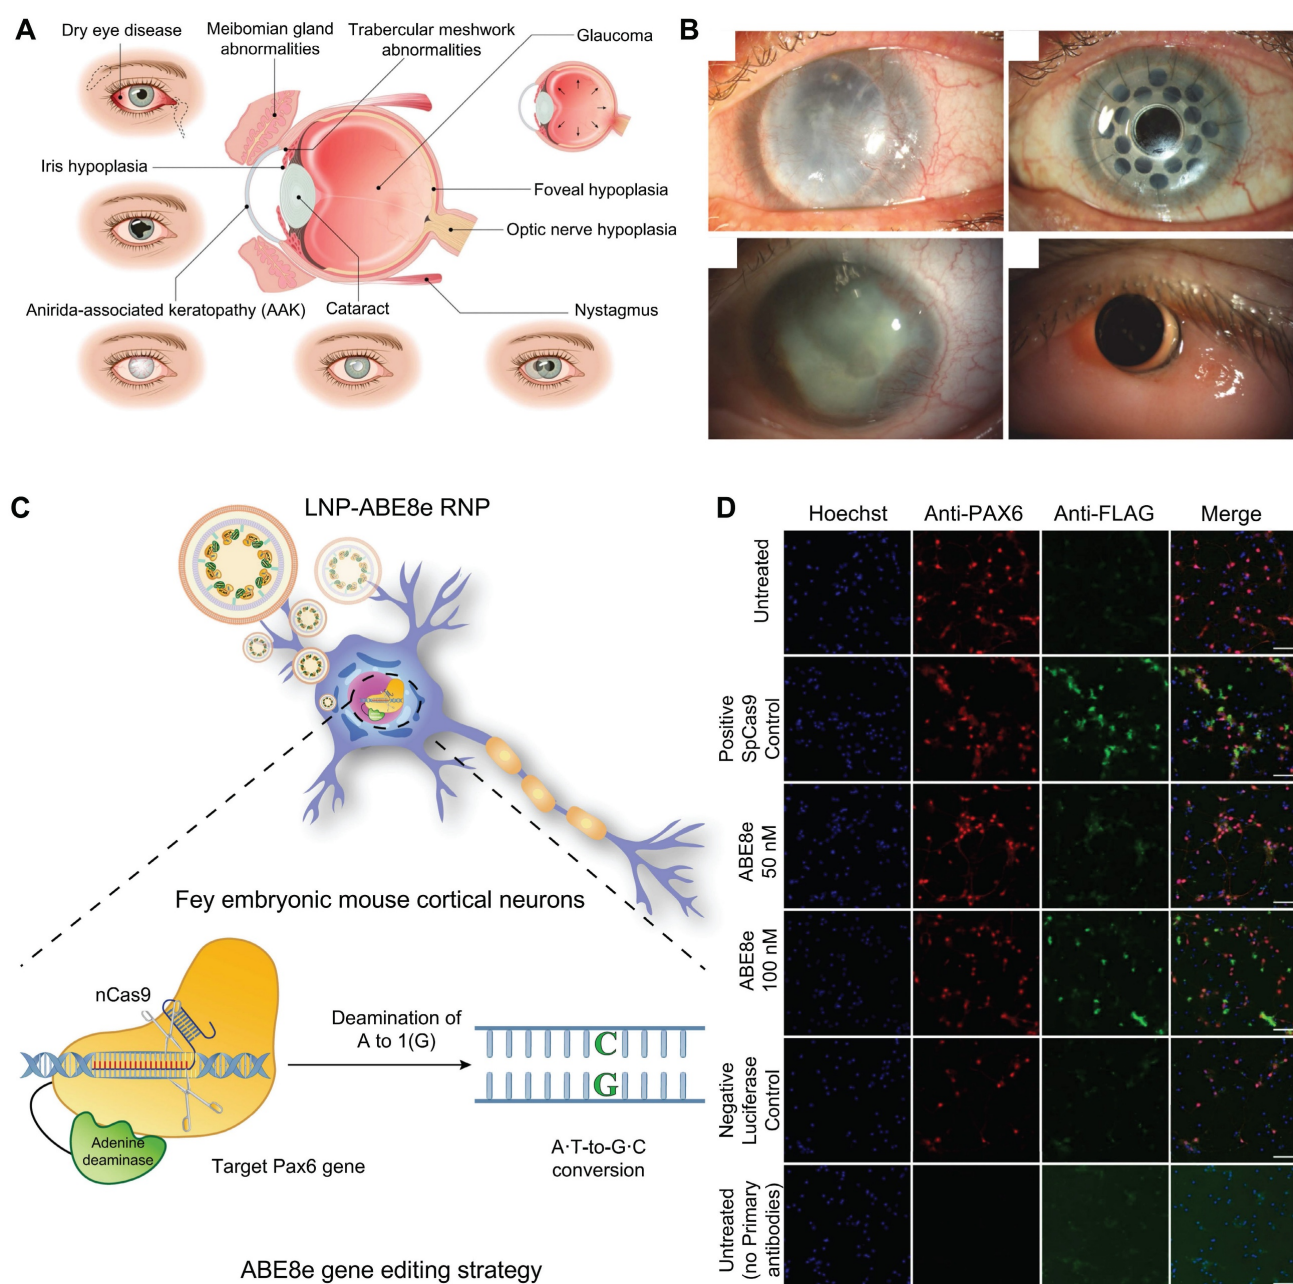 A
Dry eye disease
Meibomian gland
abnormalities
Trabercular meshwork
abnormalities
Glaucoma
Iris hypoplasia
Foveal hypoplasia
Optic nerve hypoplasia
Anirida-associated keratopathy (AAK)
Cataract
Nystagmus
B
C
LNP-ABE8e RNP
Fey embryonic mouse cortical neurons
nCas9
Deamination of
A to 1(G)
C
G
Adenine
deaminase
Target Pax6 gene
A·T-to-G·C
conversion
ABE8e gene editing strategy
D
Hoechst
Anti-PAX6
Anti-FLAG
Merge
Untreated
Positive
SpCas9
Control
ABE8e
50 nM
ABE8e
100 nM
Negative
Luciferase
Control
Untreated
(no Primary
antibodies)